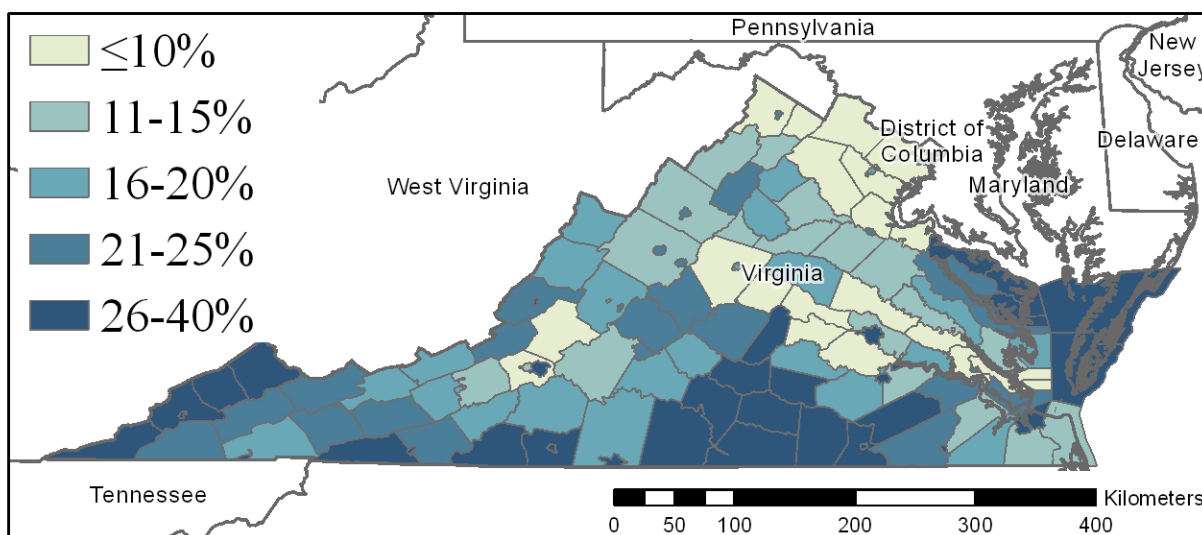 ≤10%
11-15%
16-20%
21-25%
26-40%
Pennsylvania
New
Jersey
District of
Columbia
Delaware
Maryland
West Virginia
Virginia
Tennessee
Kilometers
0 50 100 200 300 400